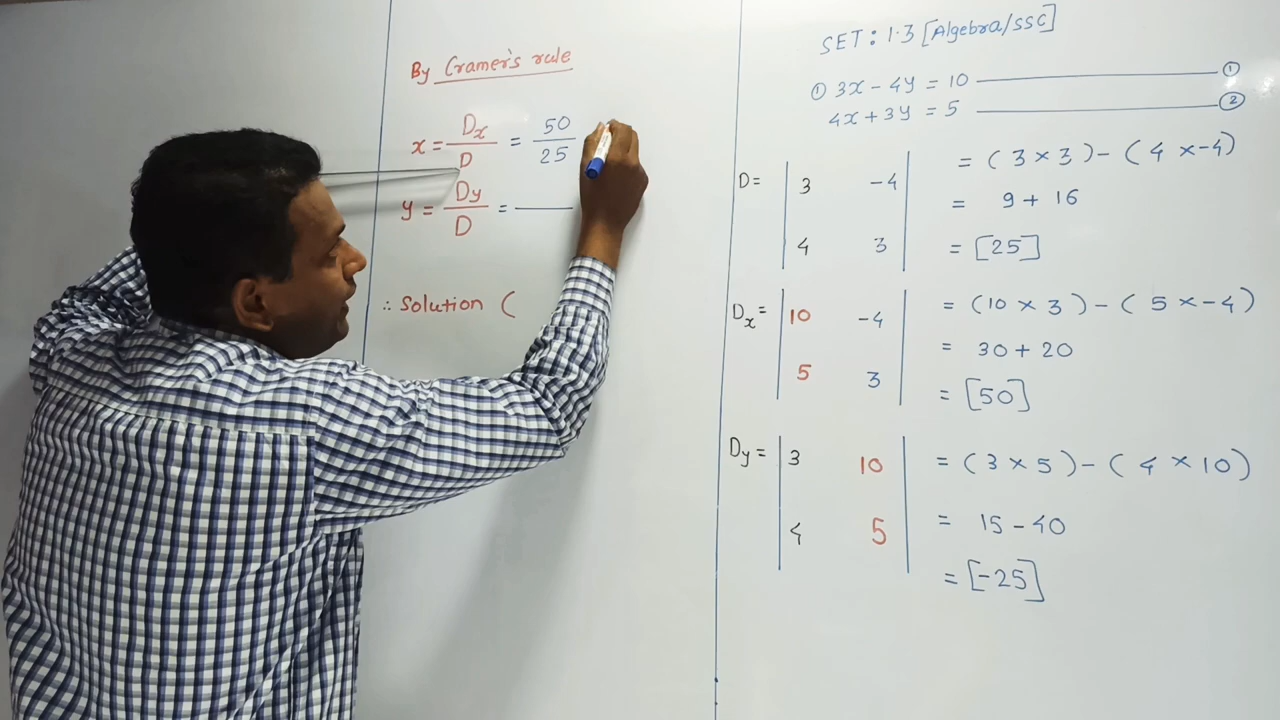 By Cramer's rule
x = Dx / D = 50 / 25
y = Dy / D =
∴ Solution (
SET: 1.3 [Algebra/SSC]
① 3x - 4y = 10 ①
4x + 3y = 5 ②
D = | 3 -4 | = (3 × 3) - (4 × -4)
= 9 + 16
| 4 3 | = [25]
Dx = | 10 -4 | = (10 × 3) - (5 × -4)
= 30 + 20
| 5 3 | = [50]
Dy = | 3 10 | = (3 × 5) - (4 × 10)
| 4 5 | = 15 - 40
= [-25]